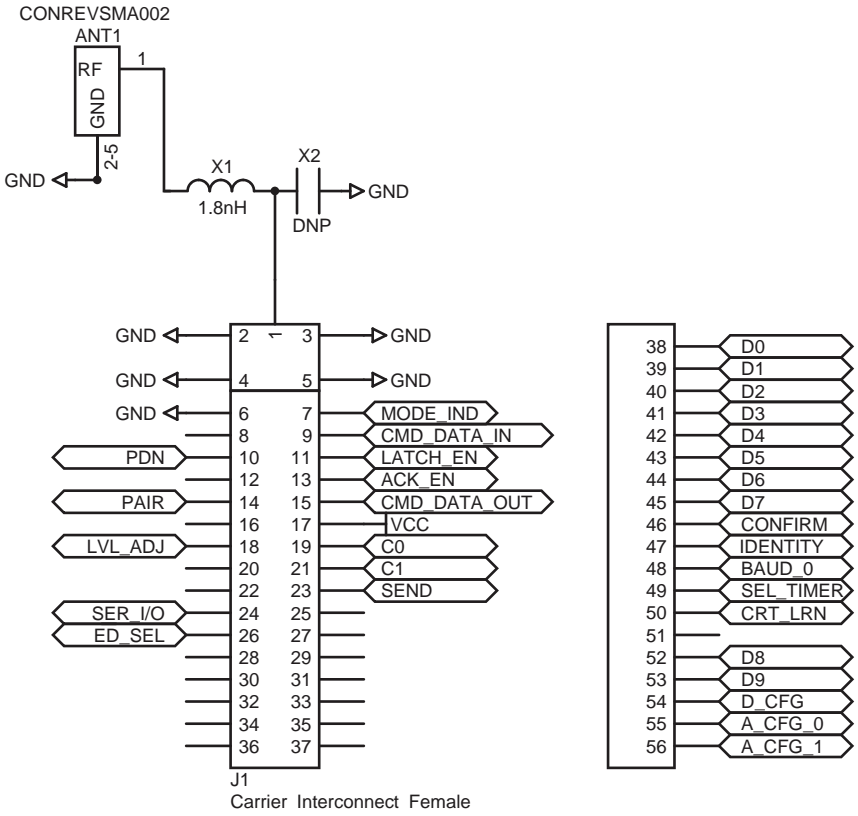 CONREVSMA002
ANT1
RF
GND
1
2-5
GND
X1
1.8nH
X2
DNP
GND
1
GND 2 3 GND
GND 4 5 GND
GND 6 7 MODE_IND
8 9 CMD_DATA_IN
PDN 10 11 LATCH_EN
12 13 ACK_EN
PAIR 14 15 CMD_DATA_OUT
16 17 VCC
LVL_ADJ 18 19 C0
20 21 C1
22 23 SEND
SER_I/O 24 25
ED_SEL 26 27
28 29
30 31
32 33
34 35
36 37
J1
Carrier Interconnect Female
38 D0
39 D1
40 D2
41 D3
42 D4
43 D5
44 D6
45 D7
46 CONFIRM
47 IDENTITY
48 BAUD_0
49 SEL_TIMER
50 CRT_LRN
51
52 D8
53 D9
54 D_CFG
55 A_CFG_0
56 A_CFG_1